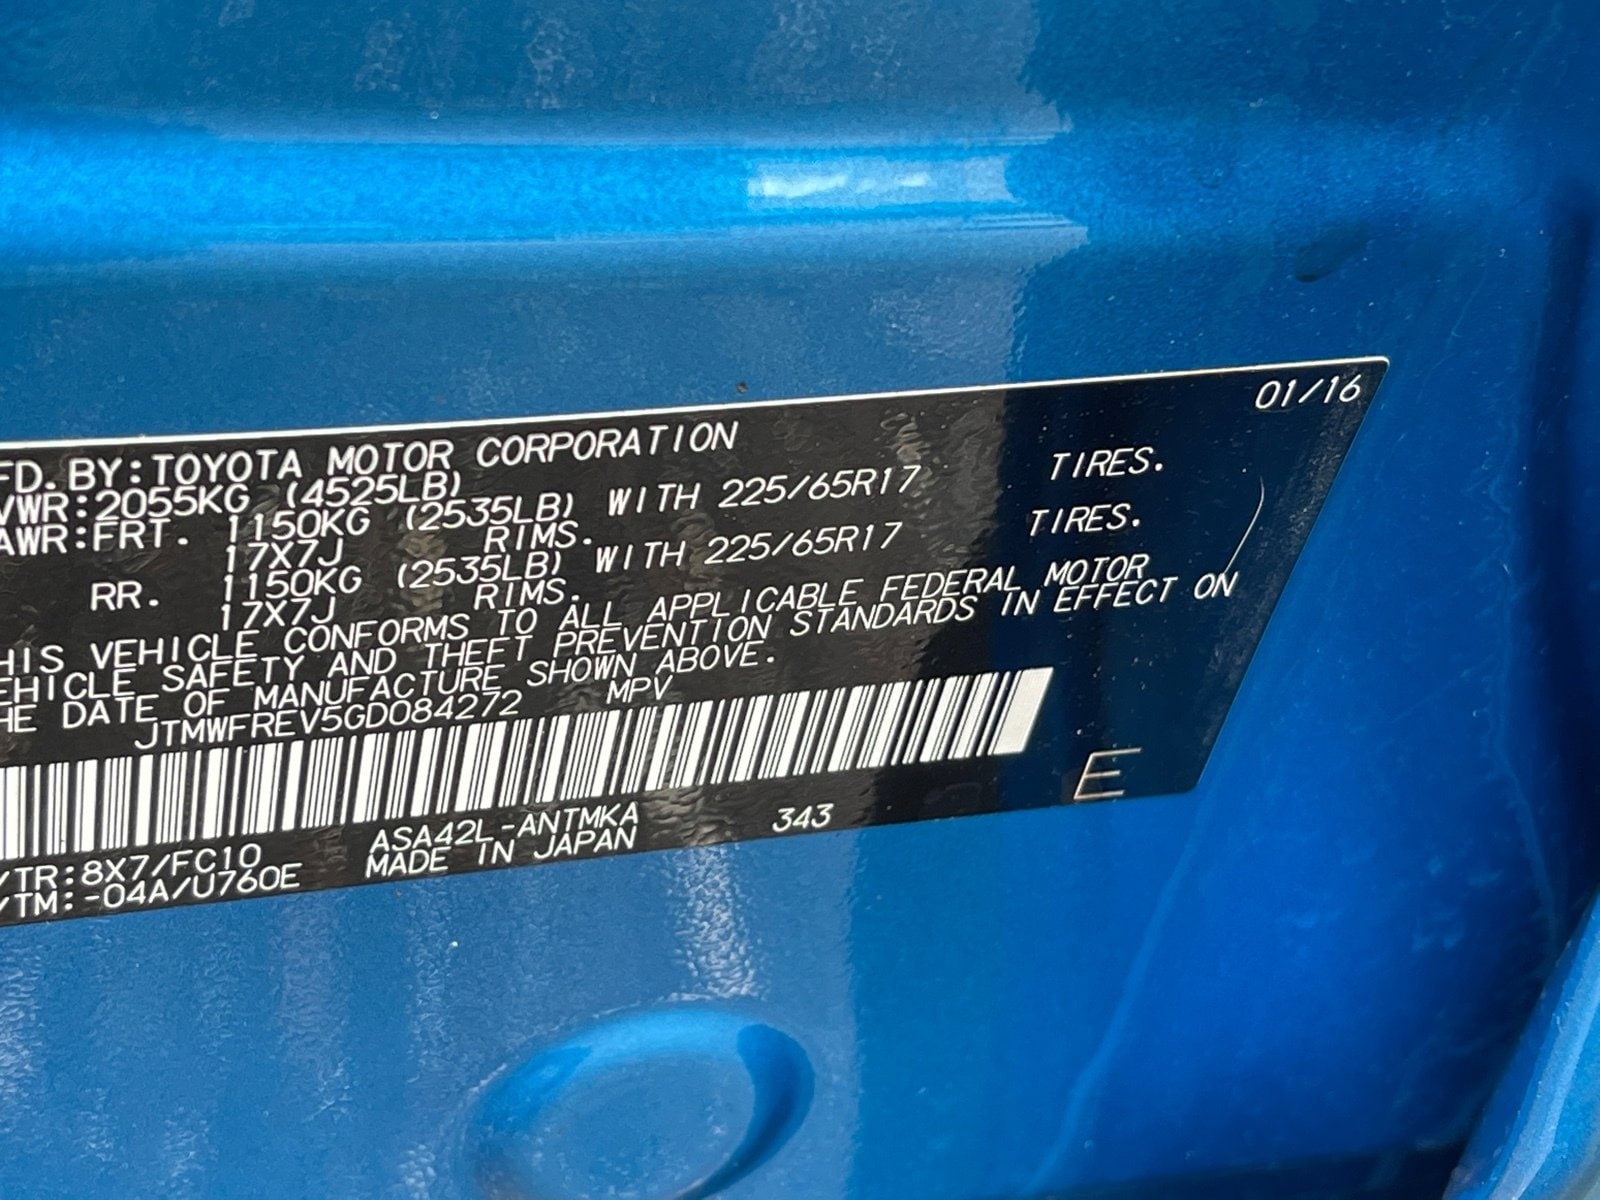 01/16
FD. BY: TOYOTA MOTOR CORPORATION
VWR: 2055KG (4525LB)
AWR: FRT. 1150KG (2535LB) WITH 225/65R17 TIRES.
17X7J RIMS.
RR. 1150KG (2535LB) WITH 225/65R17 TIRES.
17X7J RIMS.
HIS VEHICLE CONFORMS TO ALL APPLICABLE FEDERAL MOTOR
EHICLE SAFETY AND THEFT PREVENTION STANDARDS IN EFFECT ON
HE DATE OF MANUFACTURE SHOWN ABOVE.
JTMWFREV5GD084272 MPV
E
ASA42L-ANTMKA 343
/TR: 8X7/FC10 MADE IN JAPAN
/TM: -04A/U760E